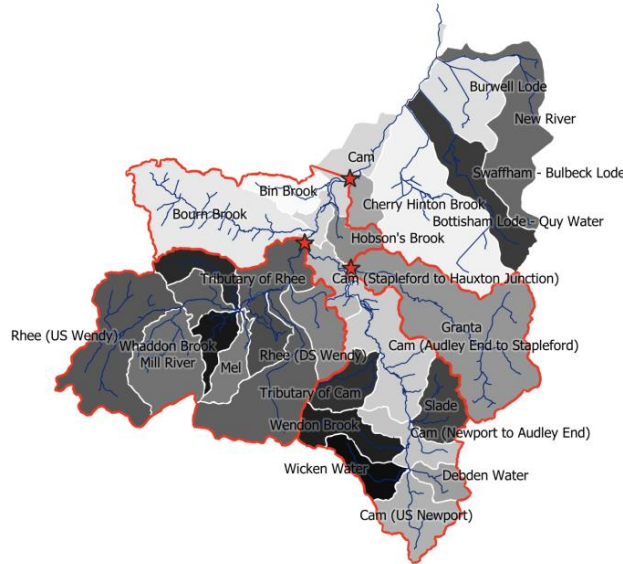 Burwell Lode
New River
Cam
Swaffham - Bulbeck Lode
Bin Brook
Cherry Hinton Brook
Bourn Brook
Bottisham Lode - Quy Water
Hobson's Brook
Tributary of Rhee
Cam (Stapleford to Hauxton Junction)
Granta
Rhee (US Wendy)
Whaddon Brook
Cam (Audley End to Stapleford)
Rhee (DS Wendy)
Mill River
Mel
Tributary of Cam
Slade
Wendon Brook
Cam (Newport to Audley End)
Wicken Water
Debden Water
Cam (US Newport)